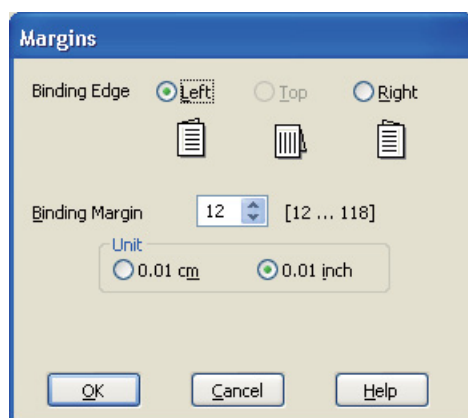 Margins
Binding Edge Left Top Right
Binding Margin 12 [12 ... 118]
Unit
0.01 cm 0.01 inch
OK Cancel Help